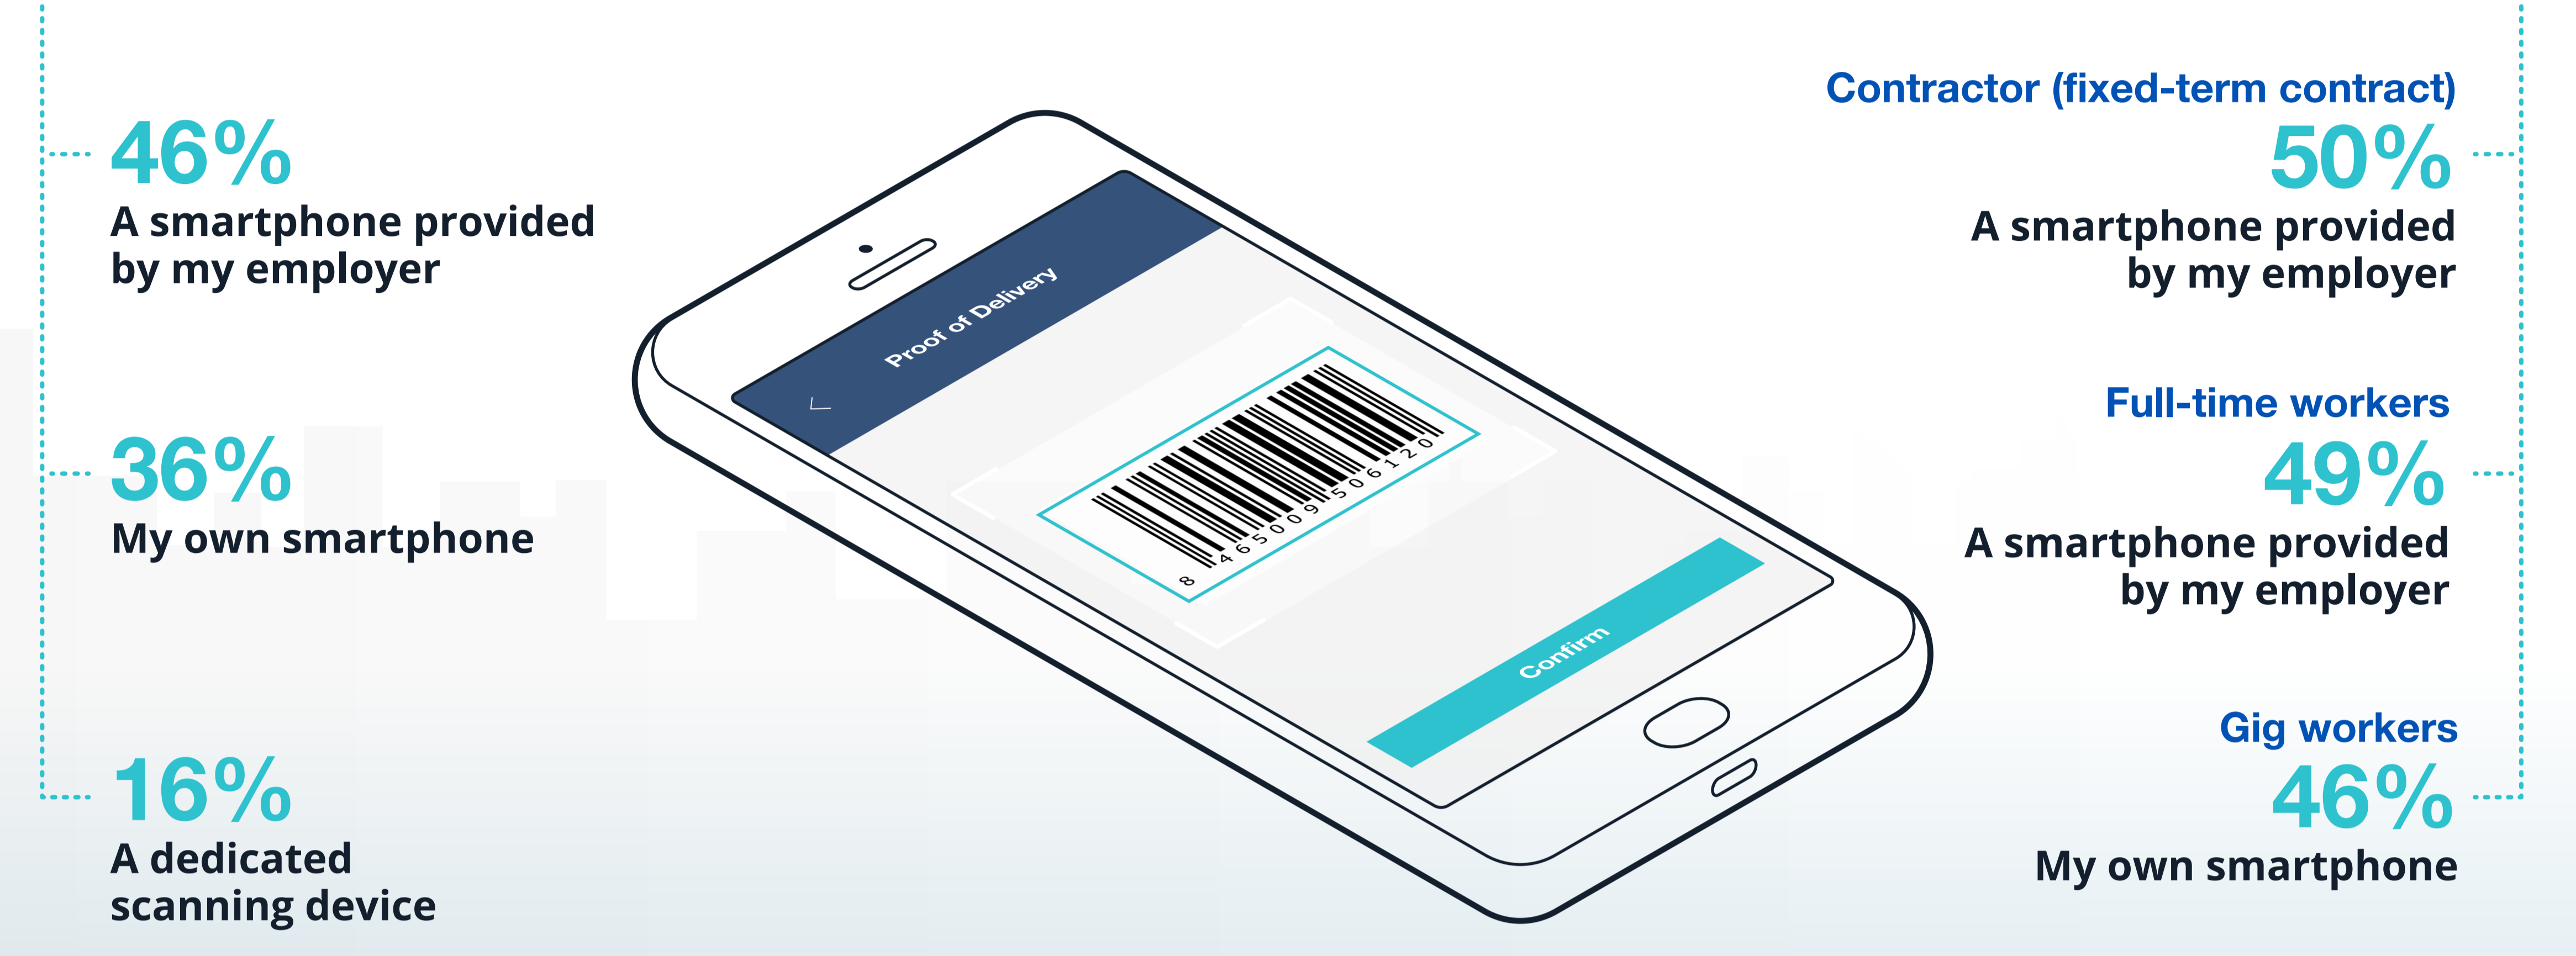 46%
A smartphone provided
by my employer
36%
My own smartphone
16%
A dedicated
scanning device
Proof of Delivery
8 465009 506120
Confirm
Contractor (fixed-term contract)
50%
A smartphone provided
by my employer
Full-time workers
49%
A smartphone provided
by my employer
Gig workers
46%
My own smartphone